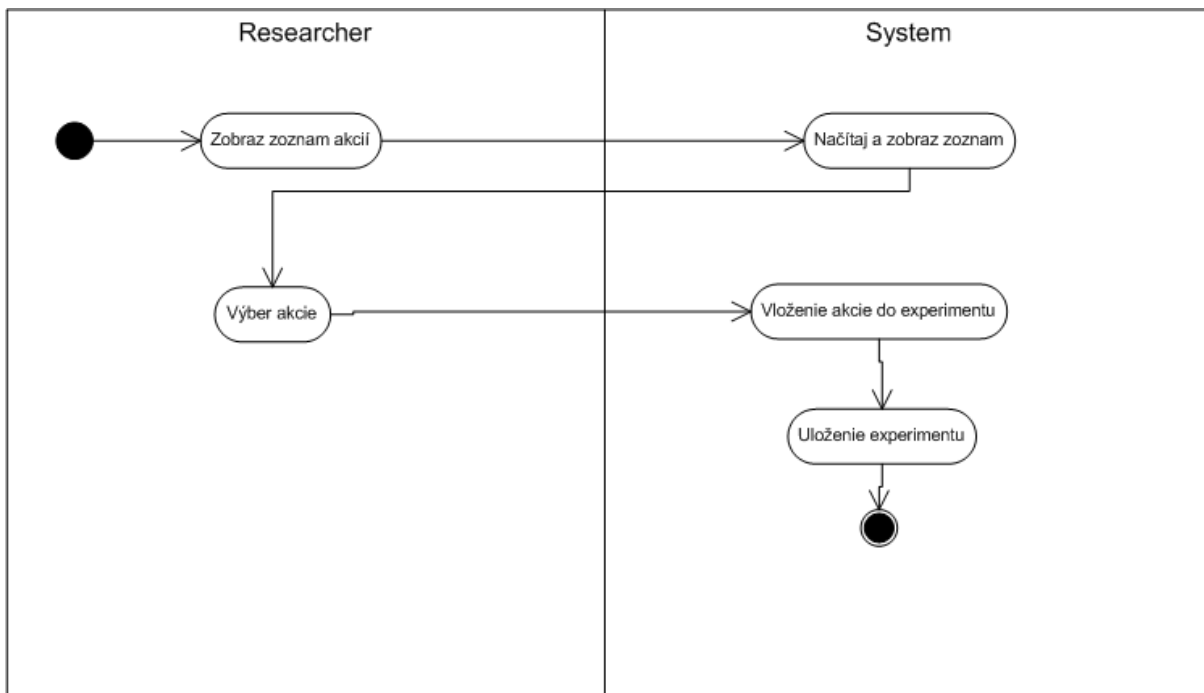 Researcher
System
Zobraz zoznam akcií
Načítaj a zobraz zoznam
Výber akcie
Vloženie akcie do experimentu
Uloženie experimentu